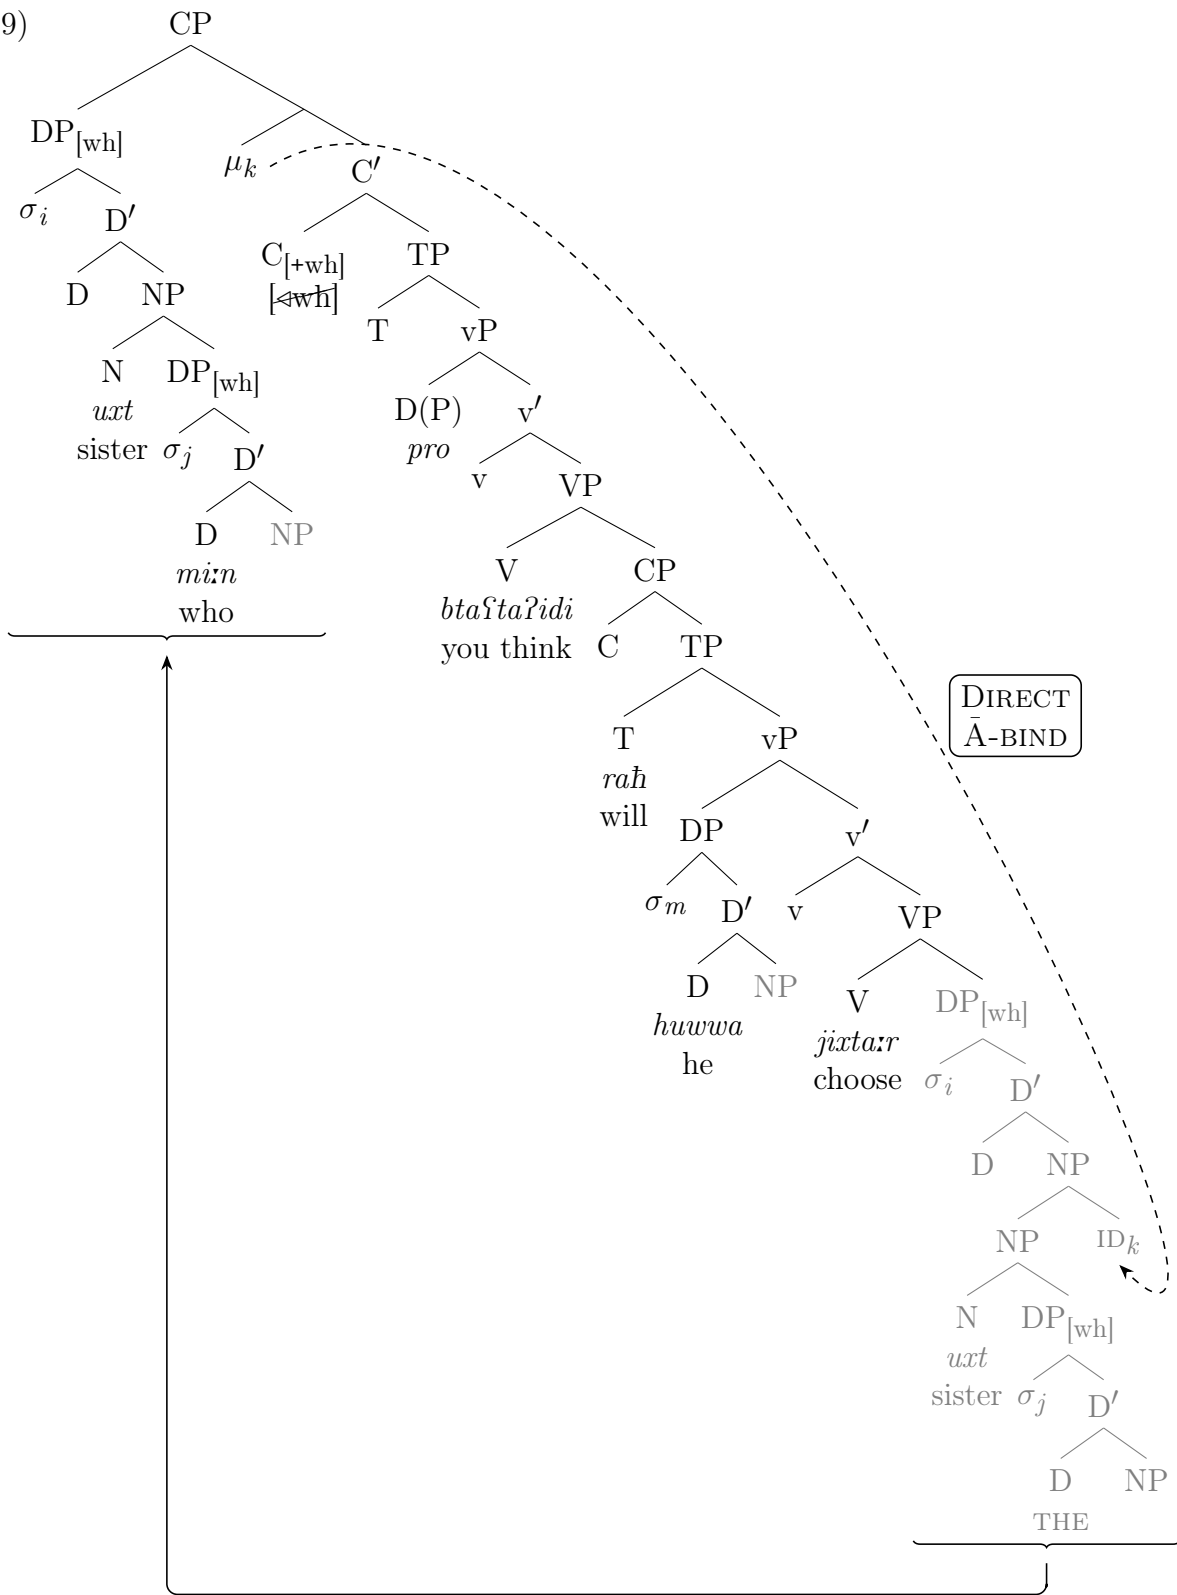 9)
CP
DP[wh]
μk
C′
σi
D′
C[+wh]
TP
D
NP
[◁wh]
T
vP
N
DP[wh]
uxt
D(P)
v′
sister
σj
D′
pro
v
VP
D
NP
V
CP
miːn
btaʕtaʔidi
who
you think
C
TP
T
vP
DIRECT
Ā-BIND
raħ
will
DP
v′
σm
D′
v
VP
D
NP
V
DP[wh]
huwwa
jixtaːr
he
choose
σi
D′
D
NP
NP
IDk
N
DP[wh]
uxt
sister
σj
D′
D
NP
THE